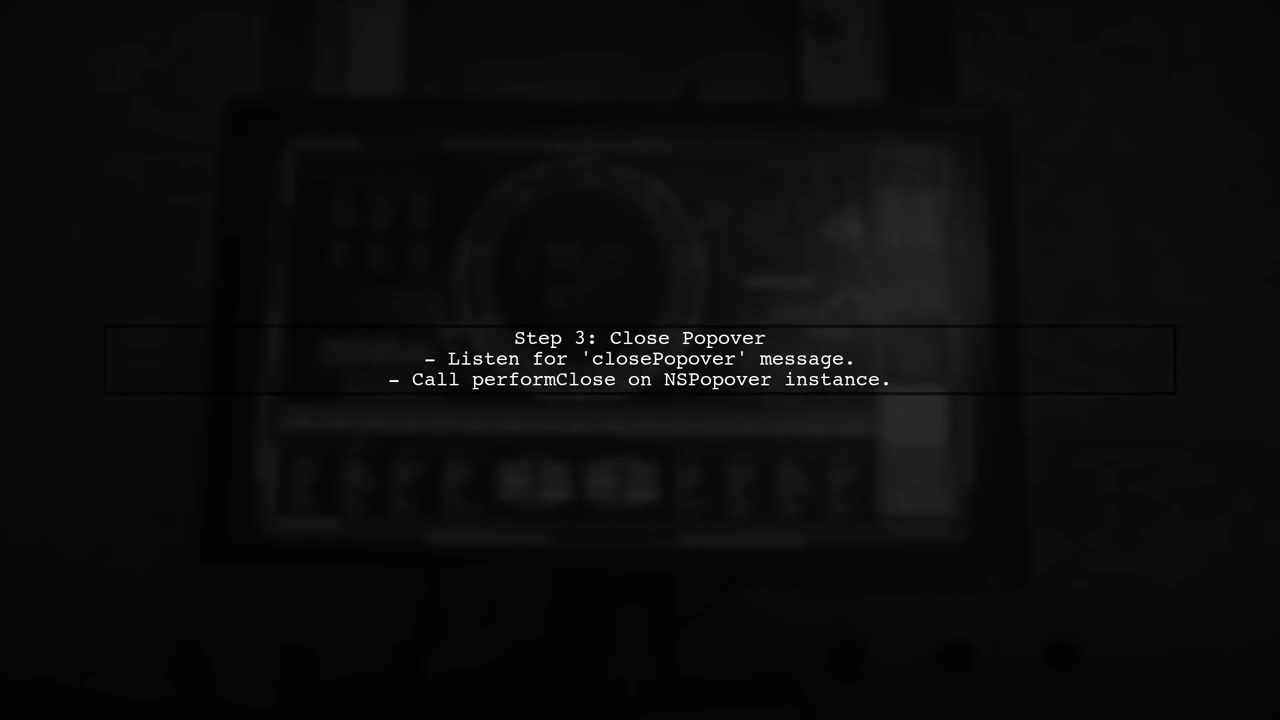 Step 3: Close Popover
- Listen for 'closePopover' message.
- Call performClose on NSPopover instance.